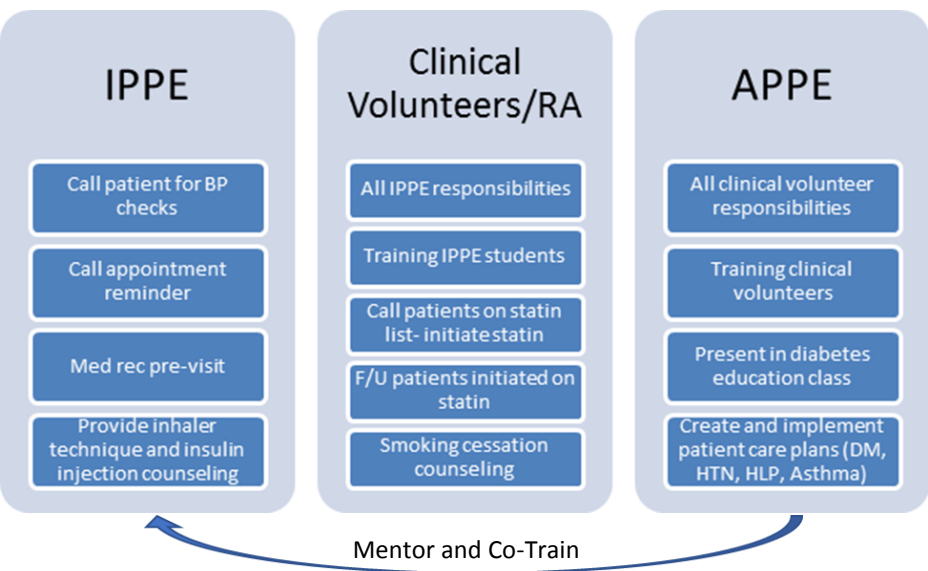 IPPE
Call patient for BP
checks
Call appointment
reminder
Med rec pre-visit
Provide inhaler
technique and insulin
injection counseling
Clinical
Volunteers/RA
All IPPE responsibilities
Training IPPE students
Call patients on statin
list- initiate statin
F/U patients initiated on
statin
Smoking cessation
counseling
APPE
All clinical volunteer
responsibilities
Training clinical
volunteers
Present in diabetes
education class
Create and implement
patient care plans (DM,
HTN, HLP, Asthma)
Mentor and Co-Train